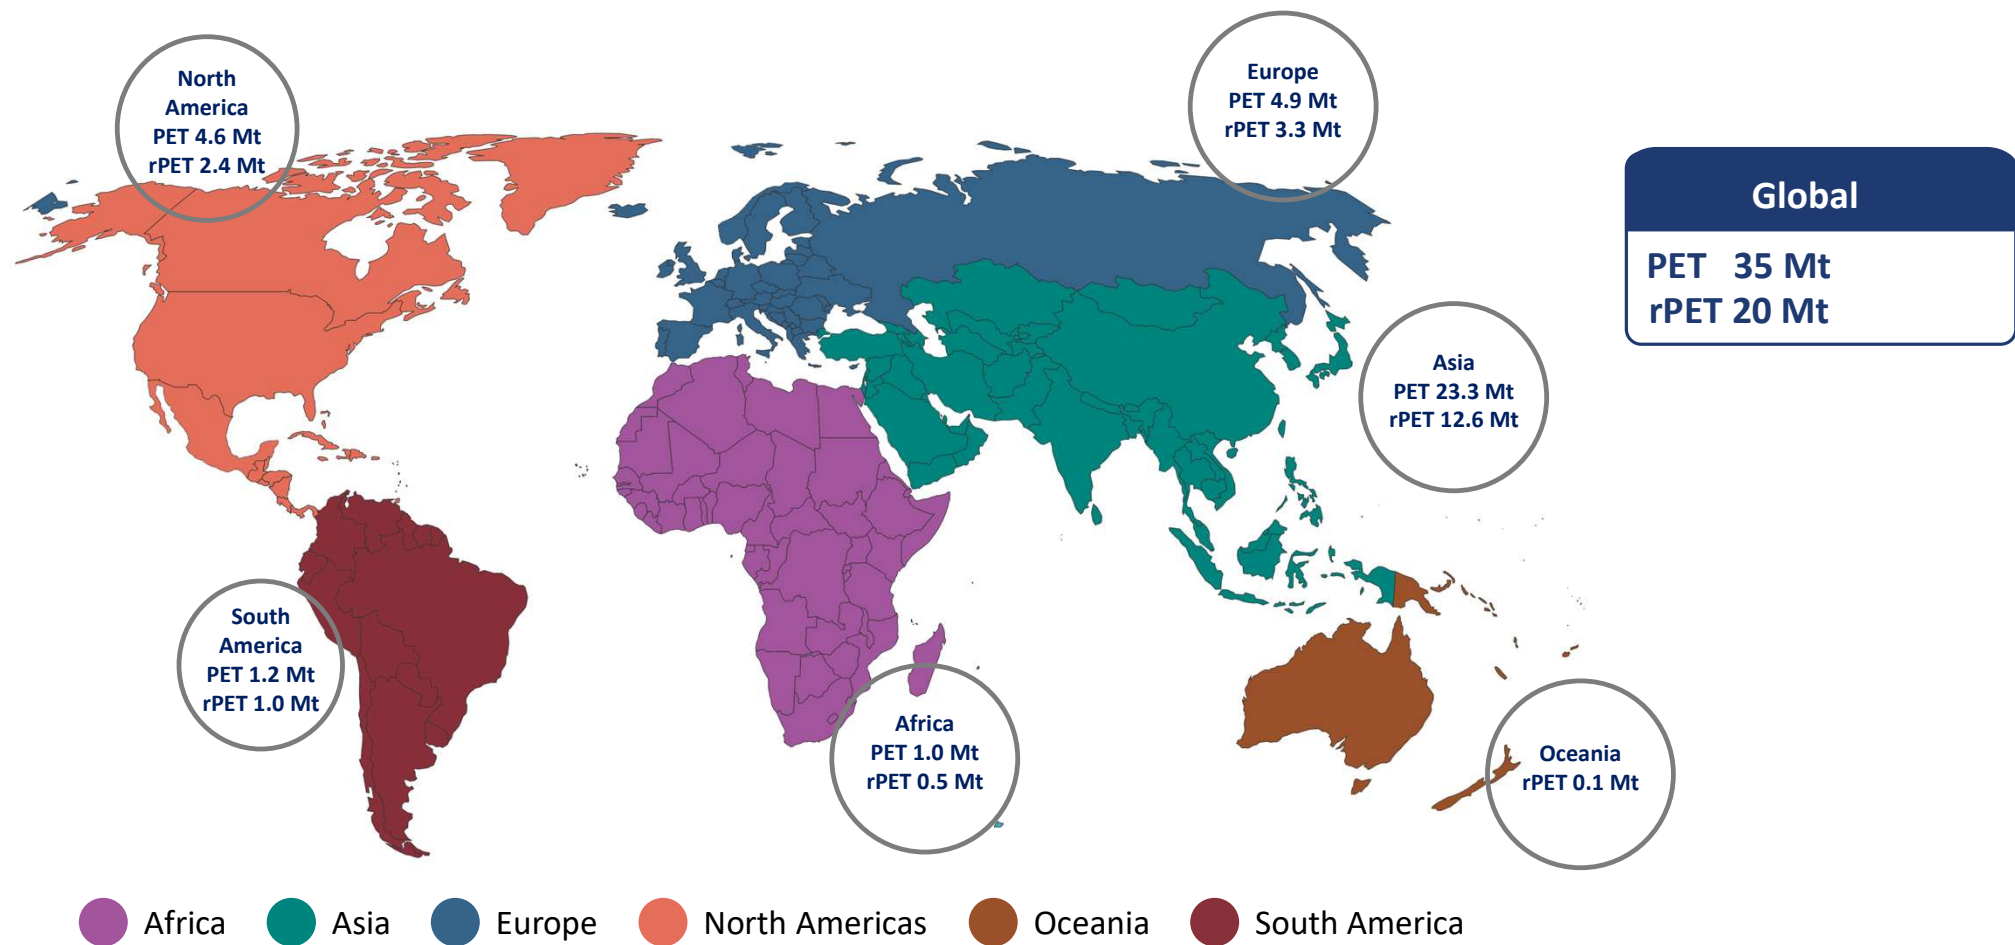 North
America
PET 4.6 Mt
rPET 2.4 Mt
Europe
PET 4.9 Mt
rPET 3.3 Mt
Global
PET 35 Mt
rPET 20 Mt
Asia
PET 23.3 Mt
rPET 12.6 Mt
South
America
PET 1.2 Mt
rPET 1.0 Mt
Africa
PET 1.0 Mt
rPET 0.5 Mt
Oceania
rPET 0.1 Mt
Africa Asia Europe North Americas Oceania South America